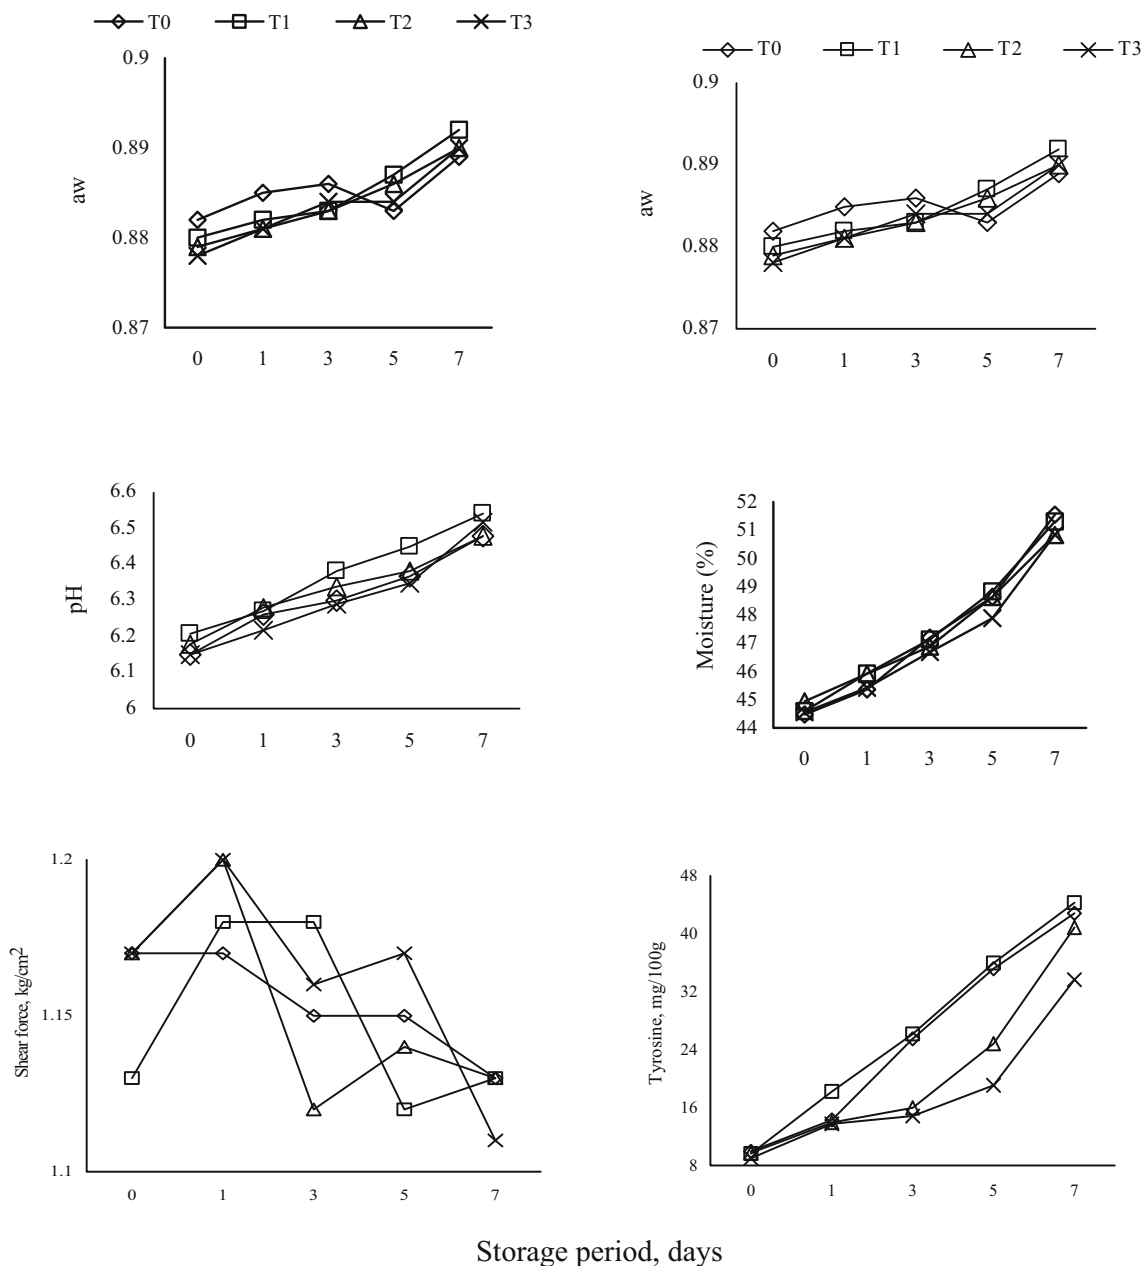 T0 T1 T2 T3
0.9
0.89
0.88
0.87
aw
0 1 3 5 7
T0 T1 T2 T3
0.9
0.89
0.88
0.87
aw
0 1 3 5 7
6.6
6.5
6.4
6.3
6.2
6.1
6
pH
0 1 3 5 7
52
51
50
49
48
47
46
45
44
Moisture (%)
0 1 3 5 7
1.2
1.15
1.1
Shear force, kg/cm²
0 1 3 5 7
48
40
32
24
16
8
Tyrosine, mg/100g
0 1 3 5 7
Storage period, days